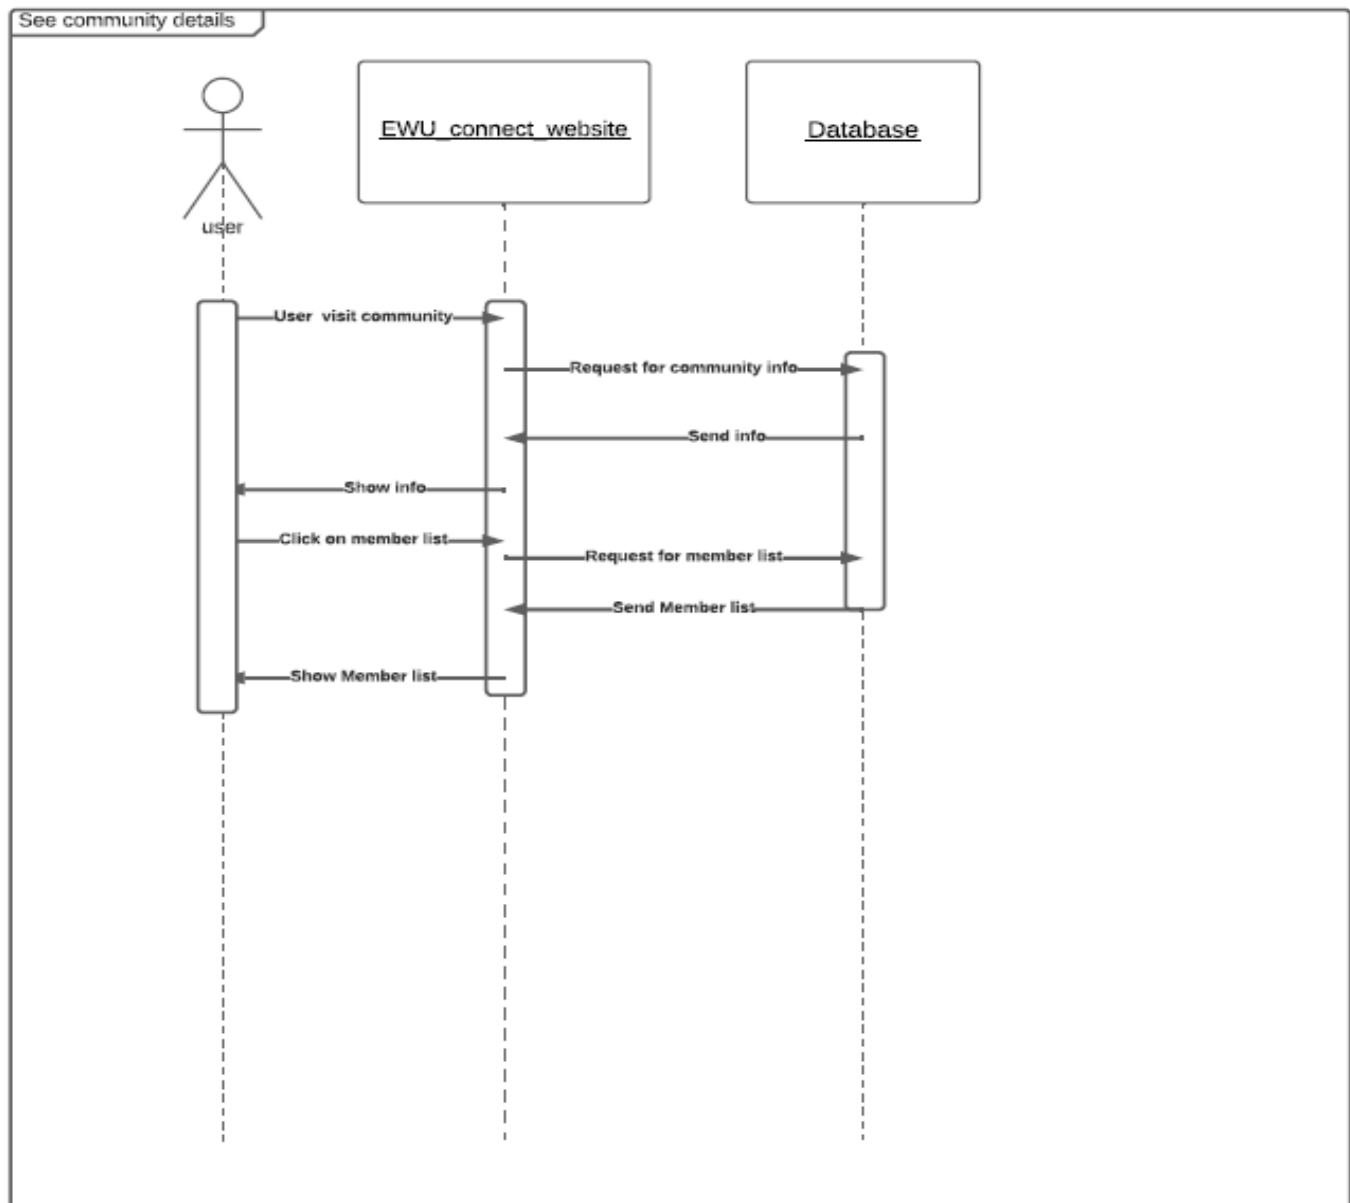 See community details
EWU_connect_website
Database
user
User  visit community
Request for community info
Send info
Show info
Click on member list
Request for member list
Send Member list
Show Member list